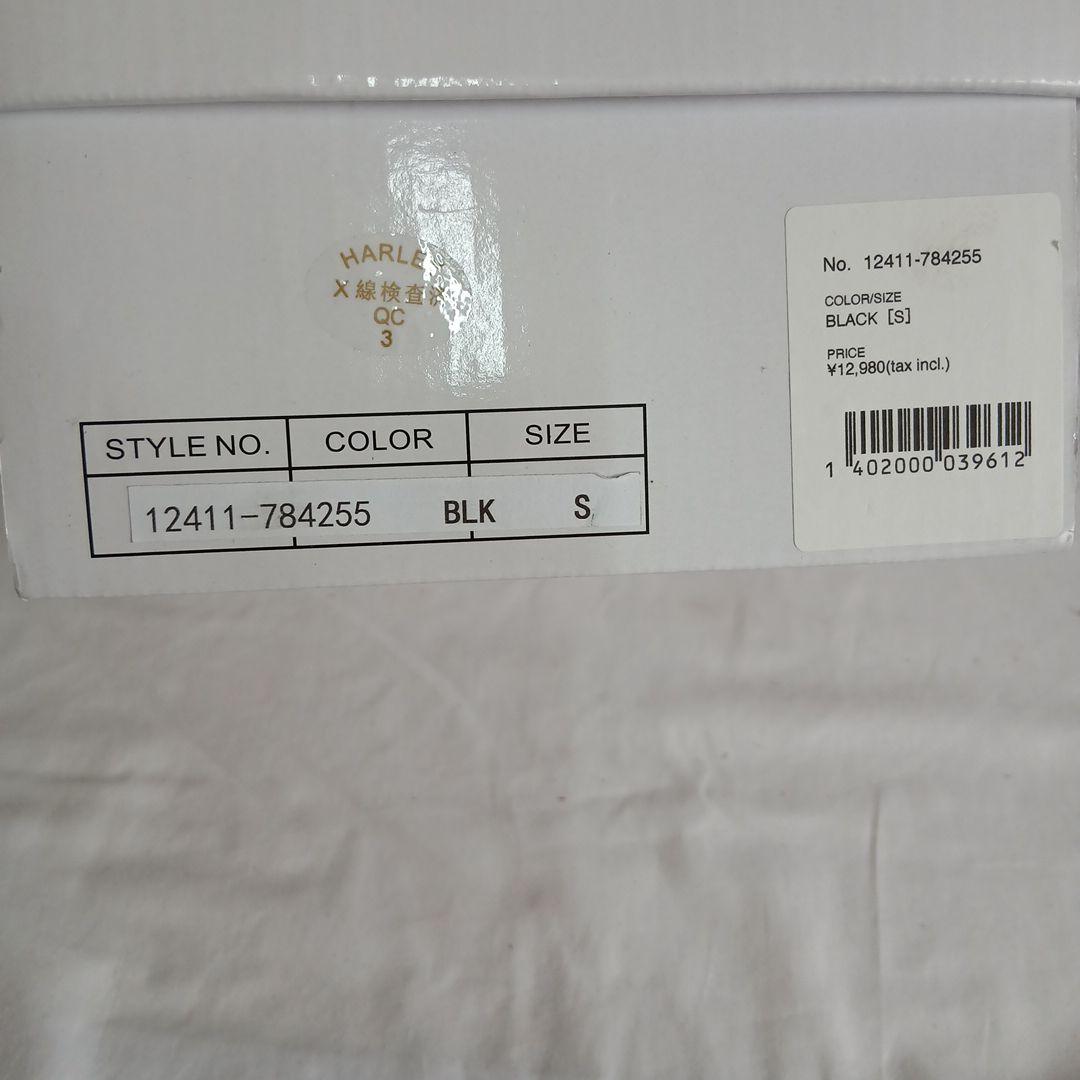 HARLEY
X線検査済
QC
3
STYLE NO. COLOR SIZE
12411-784255 BLK S
No. 12411-784255
COLOR/SIZE
BLACK [S]
PRICE
¥12,980(tax incl.)
1 402000 039612